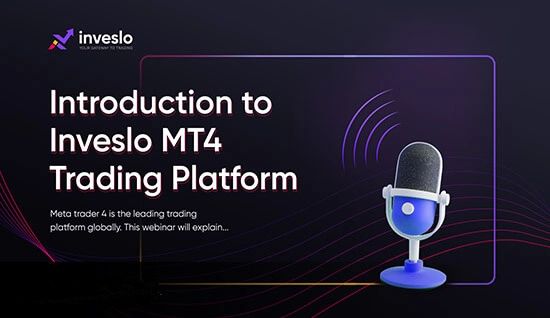 inveslo
YOUR GATEWAY TO TRADING
Introduction to
Inveslo MT4
Trading Platform
Meta trader 4 is the leading trading
platform globally. This webinar will explain...